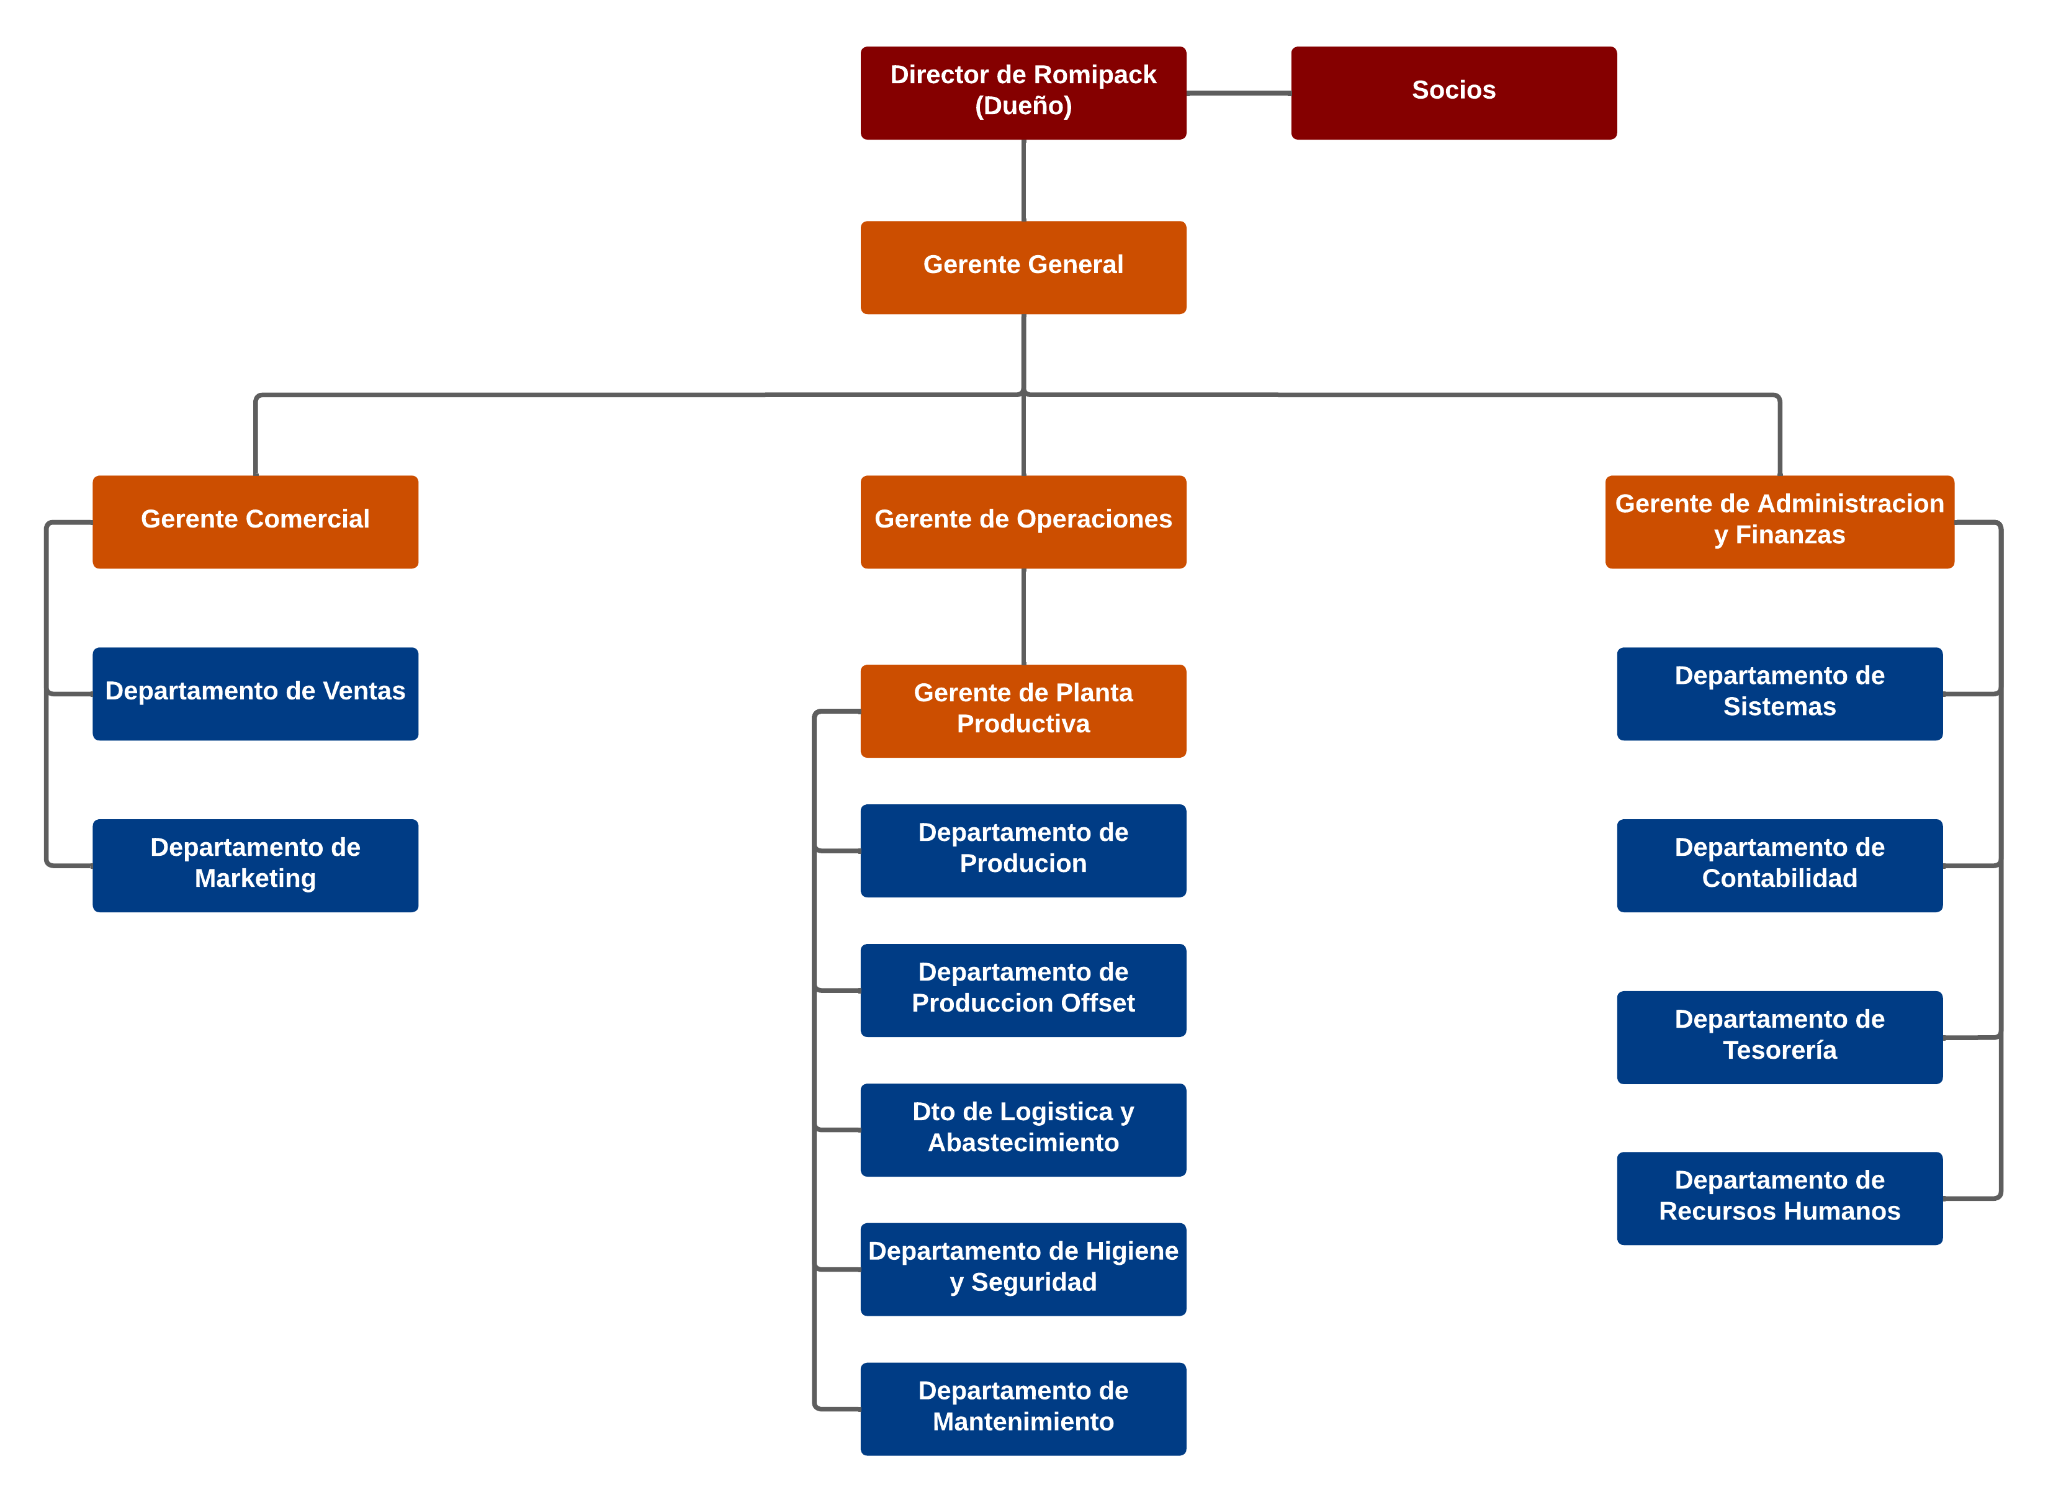 Director de Romipack
(Dueño)
Socios
Gerente General
Gerente Comercial
Gerente de Operaciones
Gerente de Administracion
y Finanzas
Departamento de Ventas
Departamento de
Marketing
Gerente de Planta
Productiva
Departamento de
Producion
Departamento de
Produccion Offset
Dto de Logistica y
Abastecimiento
Departamento de Higiene
y Seguridad
Departamento de
Mantenimiento
Departamento de
Sistemas
Departamento de
Contabilidad
Departamento de
Tesorería
Departamento de
Recursos Humanos